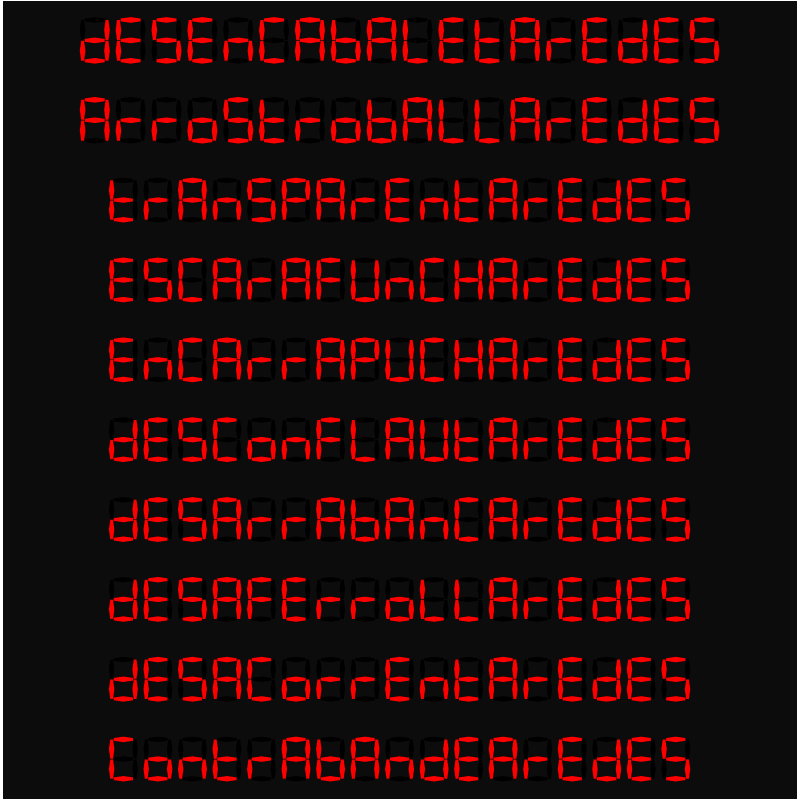 dESEnCAbALEtArEdES
ArroStrobALLArEdES
trAnSPArEntArEdES
ESCArAFUnCHArEdES
EnCArrAPUCHArEdES
dESConFLAUtArEdES
dESArrAbAnCArEdES
dESAFErroLLArEdES
dESACorrEntArEdES
ContrAbAndEArEdES